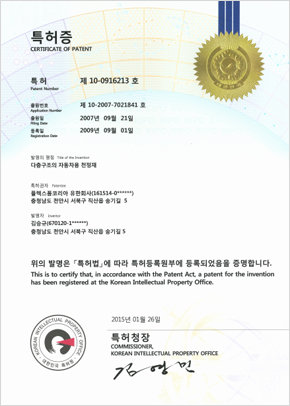 특허증
CERTIFICATE OF PATENT
특 허 제 10-0916213 호
Patent Number
출원번호 제 10-2007-7021841 호
Application Number
출원일 2007년 09월 21일
Filing Date
등록일 2009년 09월 01일
Registration Date
발명의 명칭 Title of the Invention
다층구조의 자동차용 천정재
특허권자 Patentee
플랙스폼코리아 유한회사(161514-0******)
충청남도 천안시 서북구 직산읍 송기길 5
발명자 Inventor
김승규(670120-1******)
충청남도 천안시 서북구 직산읍 송기길 5
위의 발명은 「특허법」에 따라 특허등록원부에 등록되었음을 증명합니다.
This is to certify that, in accordance with the Patent Act, a patent for the invention
has been registered at the Korean Intellectual Property Office.
2015년 01월 26일
특허청장
COMMISSIONER,
KOREAN INTELLECTUAL PROPERTY OFFICE
김영민
KOREAN INTELLECTUAL PROPERTY OFFICE
대한민국 특허청